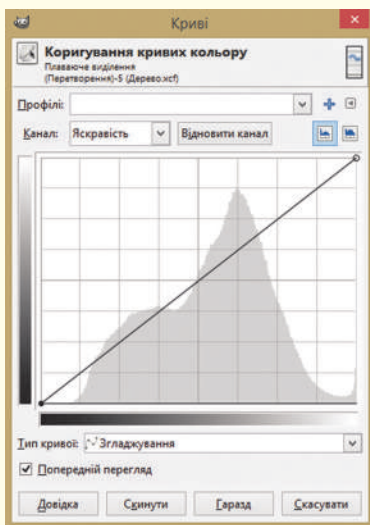 Криві
Коригування кривих кольору
Плаваюче виділення
(Перетворення)-5 (Дерево.xcf)
Профілі:
Канал: Яскравість Відновити канал
Тип кривої: Згладжування
Попередній перегляд
Довідка Скинути Гаразд Скасувати